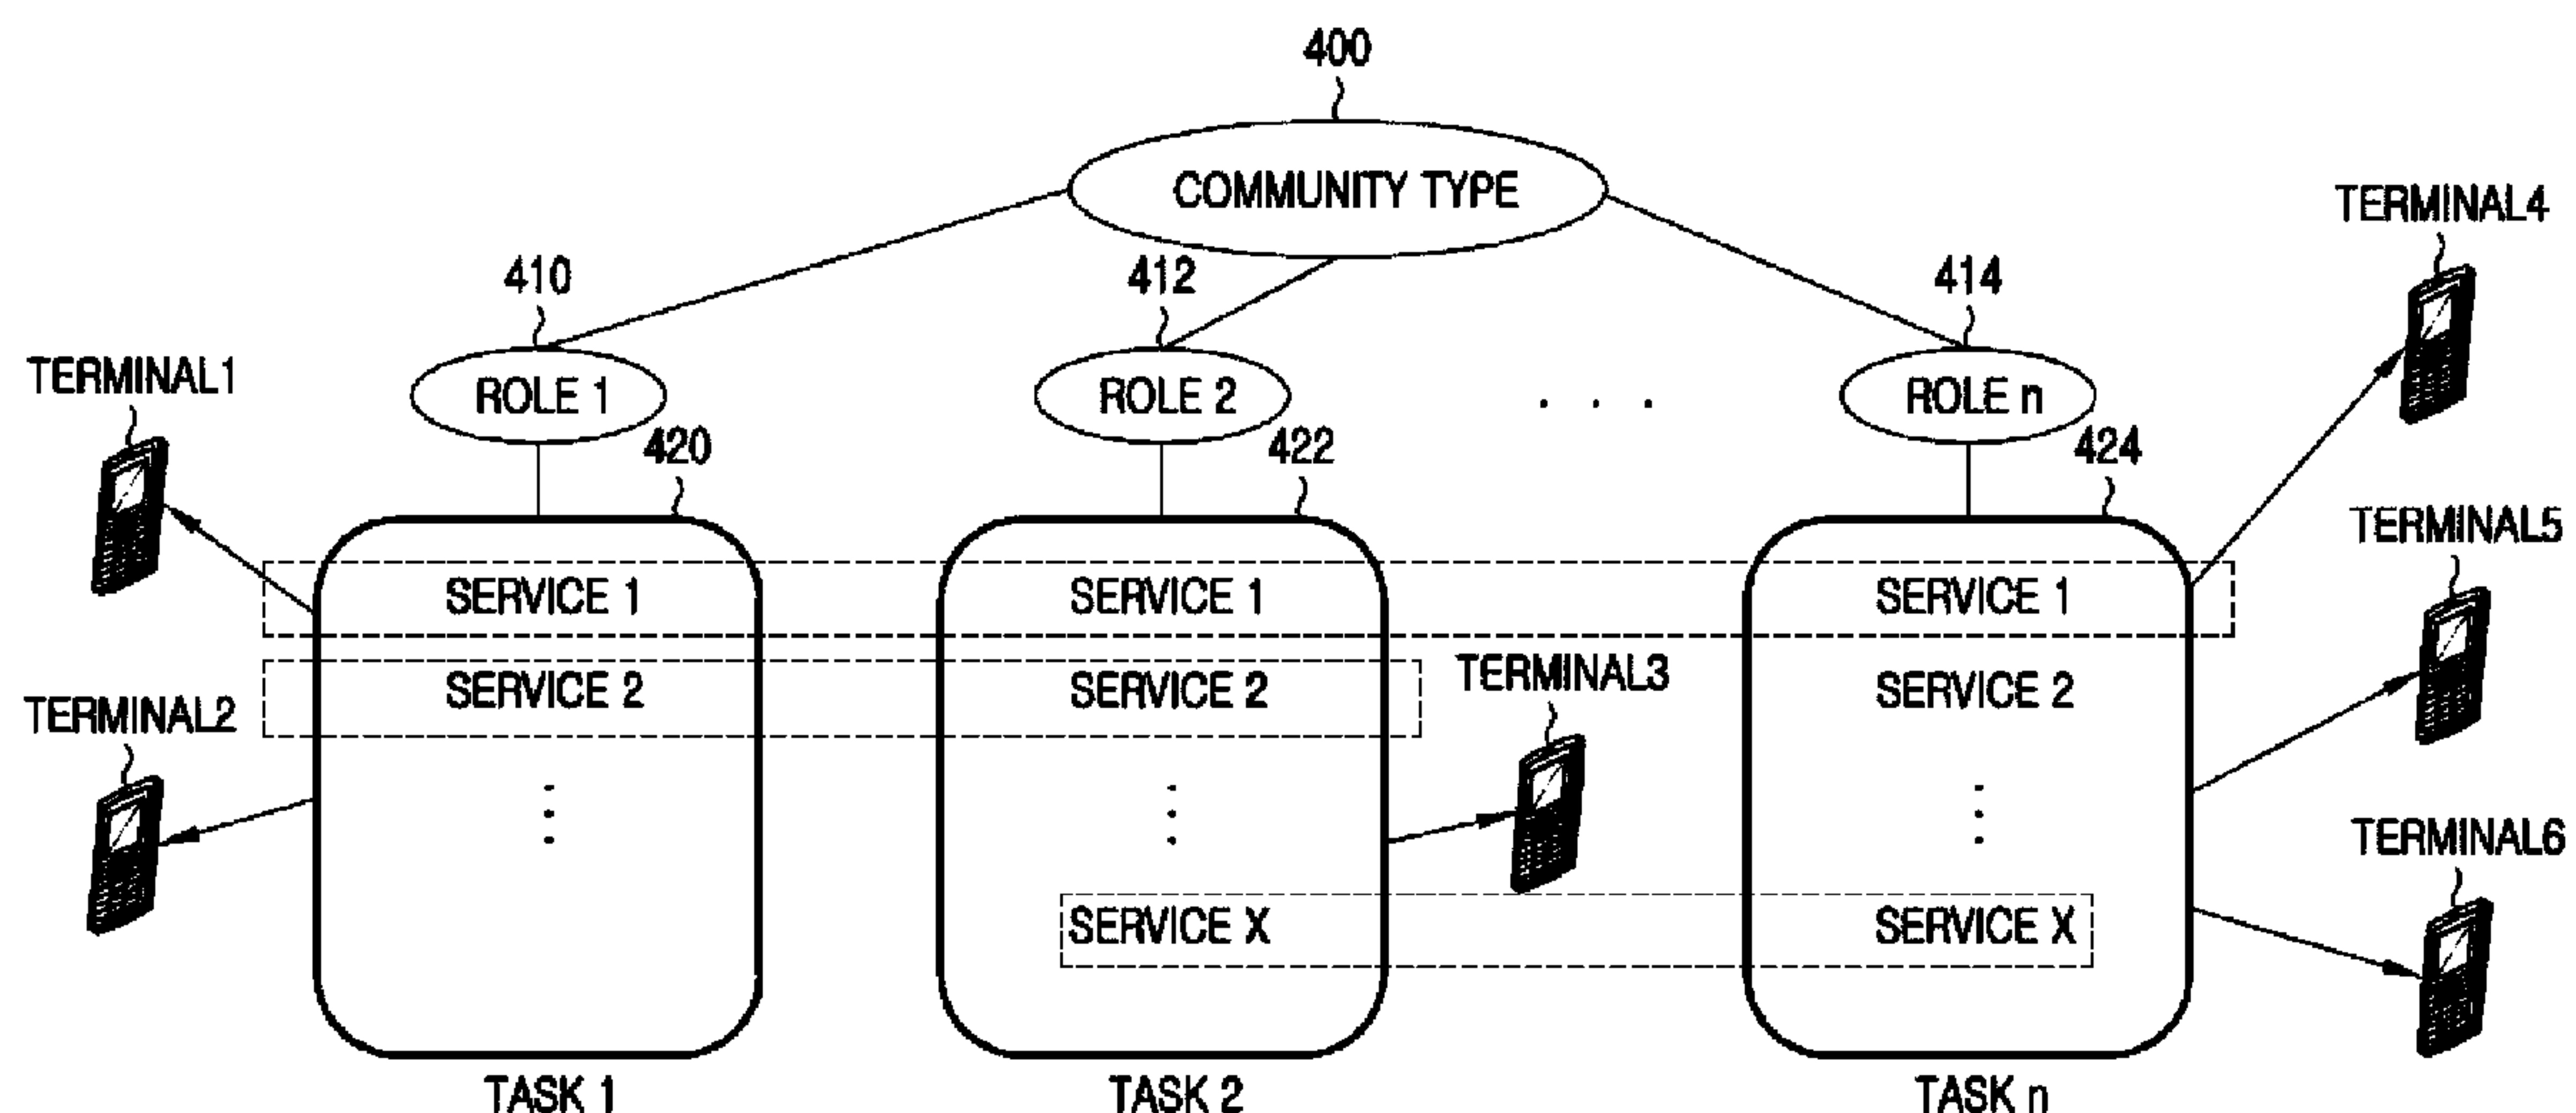 400
COMMUNITY TYPE
TERMINAL4
410
412
414
TERMINAL1
ROLE 1
ROLE 2
. . .
ROLE n
420
422
424
TERMINAL5
SERVICE 1
SERVICE 1
SERVICE 1
TERMINAL2
SERVICE 2
SERVICE 2
TERMINAL3
SERVICE 2
TERMINAL6
SERVICE X
SERVICE X
TASK 1
TASK 2
TASK n